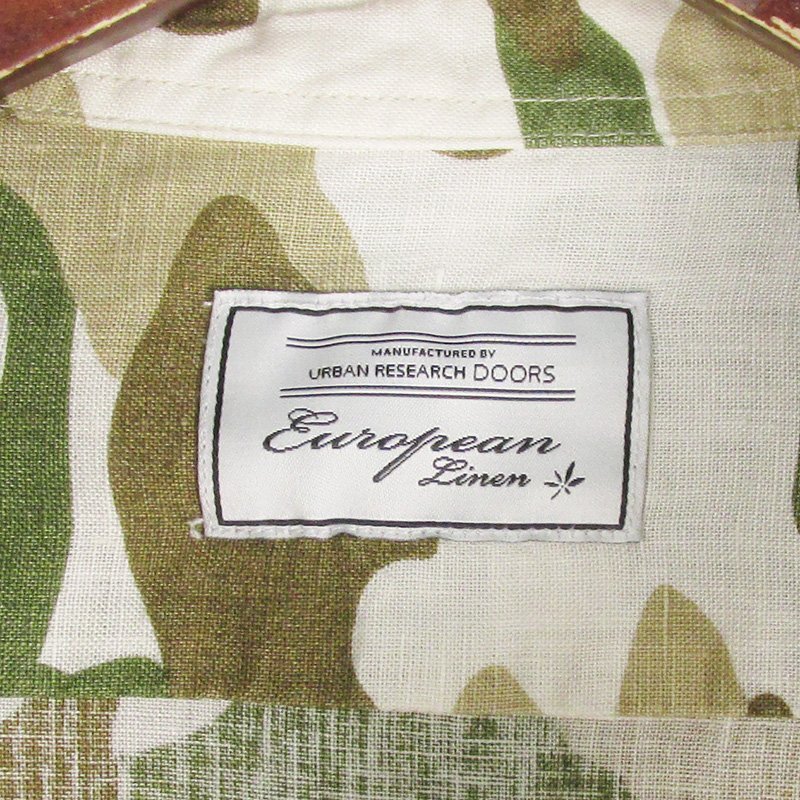 MANUFACTURED BY
URBAN RESEARCH DOORS
European
Linen